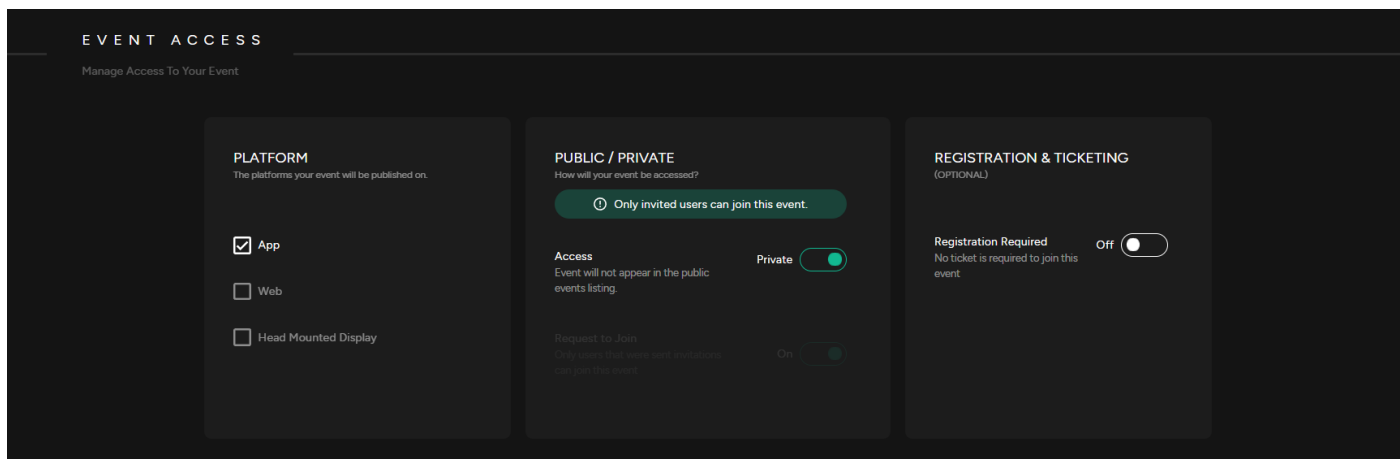 EVENT ACCESS
Manage Access To Your Event
PLATFORM
The platforms your event will be published on.
App
Web
Head Mounted Display
PUBLIC / PRIVATE
How will your event be accessed?
Only invited users can join this event.
Access
Private
Event will not appear in the public
events listing.
Request to Join
On
Only users that were sent invitations
can join this event
REGISTRATION & TICKETING
(OPTIONAL)
Registration Required
Off
No ticket is required to join this
event